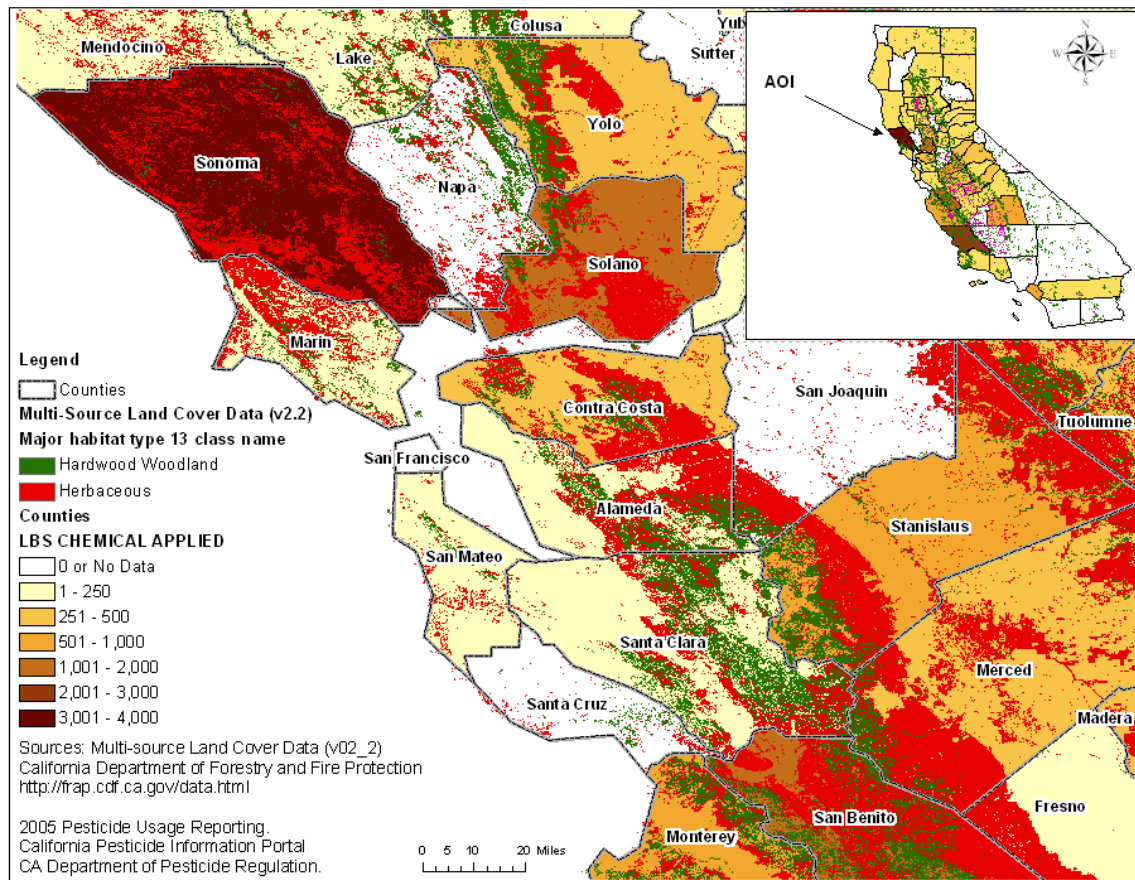 Colusa
Yub
Sutter
Mendocino
Lake
Yolo
Sonoma
Napa
Solano
Marin
Contra Costa
San Joaquin
Tuolumne
San Francisco
Alameda
Stanislaus
San Mateo
Santa Clara
Merced
Santa Cruz
Madera
Fresno
San Benito
Monterey
AOI
N
W
E
S
Legend
Counties
Multi-Source Land Cover Data (v2.2)
Major habitat type 13 class name
Hardwood Woodland
Herbaceous
Counties
LBS CHEMICAL APPLIED
0 or No Data
1 - 250
251 - 500
501 - 1,000
1,001 - 2,000
2,001 - 3,000
3,001 - 4,000
Sources: Multi-source Land Cover Data (v02_2)
California Department of Forestry and Fire Protection
http://frap.cdf.ca.gov/data.html
2005 Pesticide Usage Reporting.
California Pesticide Information Portal
CA Department of Pesticide Regulation.
0 5 10 20 Miles